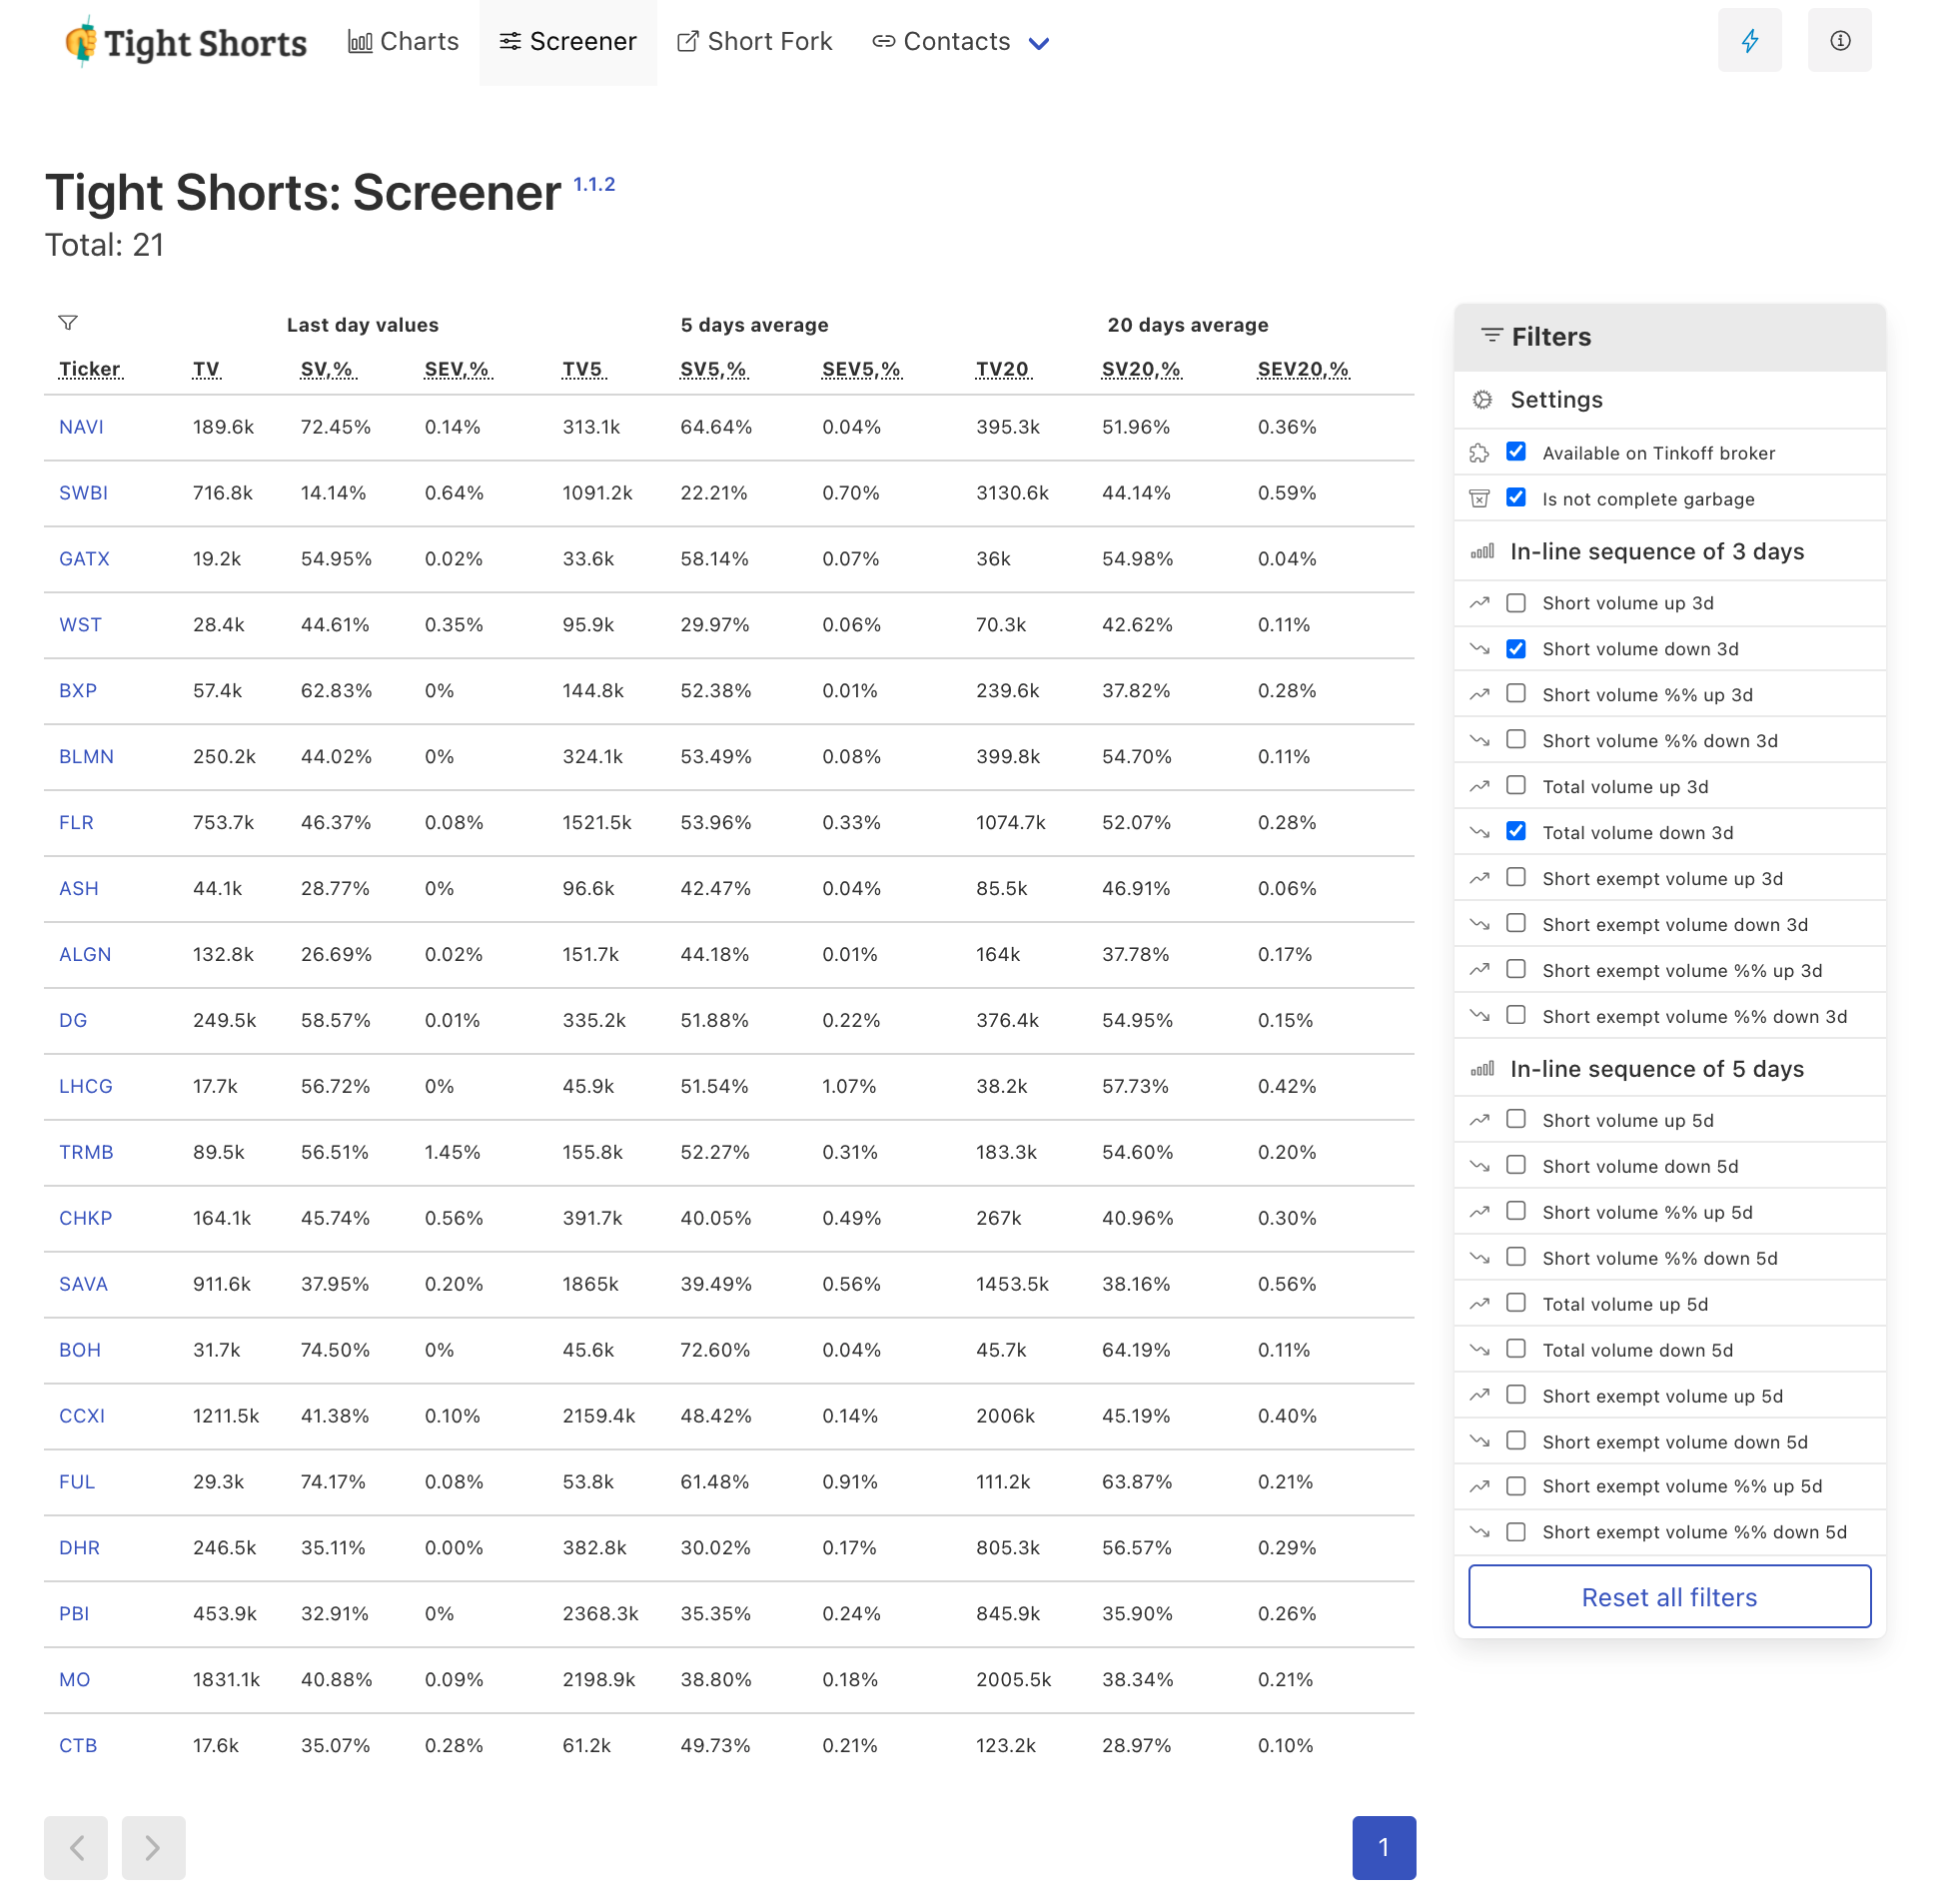 Tight Shorts Charts Screener Short Fork Contacts
Tight Shorts: Screener 1.1.2
Total: 21
Last day values 5 days average 20 days average
Ticker TV SV,% SEV,% TV5 SV5,% SEV5,% TV20 SV20,% SEV20,%
NAVI 189.6k 72.45% 0.14% 313.1k 64.64% 0.04% 395.3k 51.96% 0.36%
SWBI 716.8k 14.14% 0.64% 1091.2k 22.21% 0.70% 3130.6k 44.14% 0.59%
GATX 19.2k 54.95% 0.02% 33.6k 58.14% 0.07% 36k 54.98% 0.04%
WST 28.4k 44.61% 0.35% 95.9k 29.97% 0.06% 70.3k 42.62% 0.11%
BXP 57.4k 62.83% 0% 144.8k 52.38% 0.01% 239.6k 37.82% 0.28%
BLMN 250.2k 44.02% 0% 324.1k 53.49% 0.08% 399.8k 54.70% 0.11%
FLR 753.7k 46.37% 0.08% 1521.5k 53.96% 0.33% 1074.7k 52.07% 0.28%
ASH 44.1k 28.77% 0% 96.6k 42.47% 0.04% 85.5k 46.91% 0.06%
ALGN 132.8k 26.69% 0.02% 151.7k 44.18% 0.01% 164k 37.78% 0.17%
DG 249.5k 58.57% 0.01% 335.2k 51.88% 0.22% 376.4k 54.95% 0.15%
LHCG 17.7k 56.72% 0% 45.9k 51.54% 1.07% 38.2k 57.73% 0.42%
TRMB 89.5k 56.51% 1.45% 155.8k 52.27% 0.31% 183.3k 54.60% 0.20%
CHKP 164.1k 45.74% 0.56% 391.7k 40.05% 0.49% 267k 40.96% 0.30%
SAVA 911.6k 37.95% 0.20% 1865k 39.49% 0.56% 1453.5k 38.16% 0.56%
BOH 31.7k 74.50% 0% 45.6k 72.60% 0.04% 45.7k 64.19% 0.11%
CCXI 1211.5k 41.38% 0.10% 2159.4k 48.42% 0.14% 2006k 45.19% 0.40%
FUL 29.3k 74.17% 0.08% 53.8k 61.48% 0.91% 111.2k 63.87% 0.21%
DHR 246.5k 35.11% 0.00% 382.8k 30.02% 0.17% 805.3k 56.57% 0.29%
PBI 453.9k 32.91% 0% 2368.3k 35.35% 0.24% 845.9k 35.90% 0.26%
MO 1831.1k 40.88% 0.09% 2198.9k 38.80% 0.18% 2005.5k 38.34% 0.21%
CTB 17.6k 35.07% 0.28% 61.2k 49.73% 0.21% 123.2k 28.97% 0.10%
1
Filters
Settings
Available on Tinkoff broker
Is not complete garbage
In-line sequence of 3 days
Short volume up 3d
Short volume down 3d
Short volume %% up 3d
Short volume %% down 3d
Total volume up 3d
Total volume down 3d
Short exempt volume up 3d
Short exempt volume down 3d
Short exempt volume %% up 3d
Short exempt volume %% down 3d
In-line sequence of 5 days
Short volume up 5d
Short volume down 5d
Short volume %% up 5d
Short volume %% down 5d
Total volume up 5d
Total volume down 5d
Short exempt volume up 5d
Short exempt volume down 5d
Short exempt volume %% up 5d
Short exempt volume %% down 5d
Reset all filters